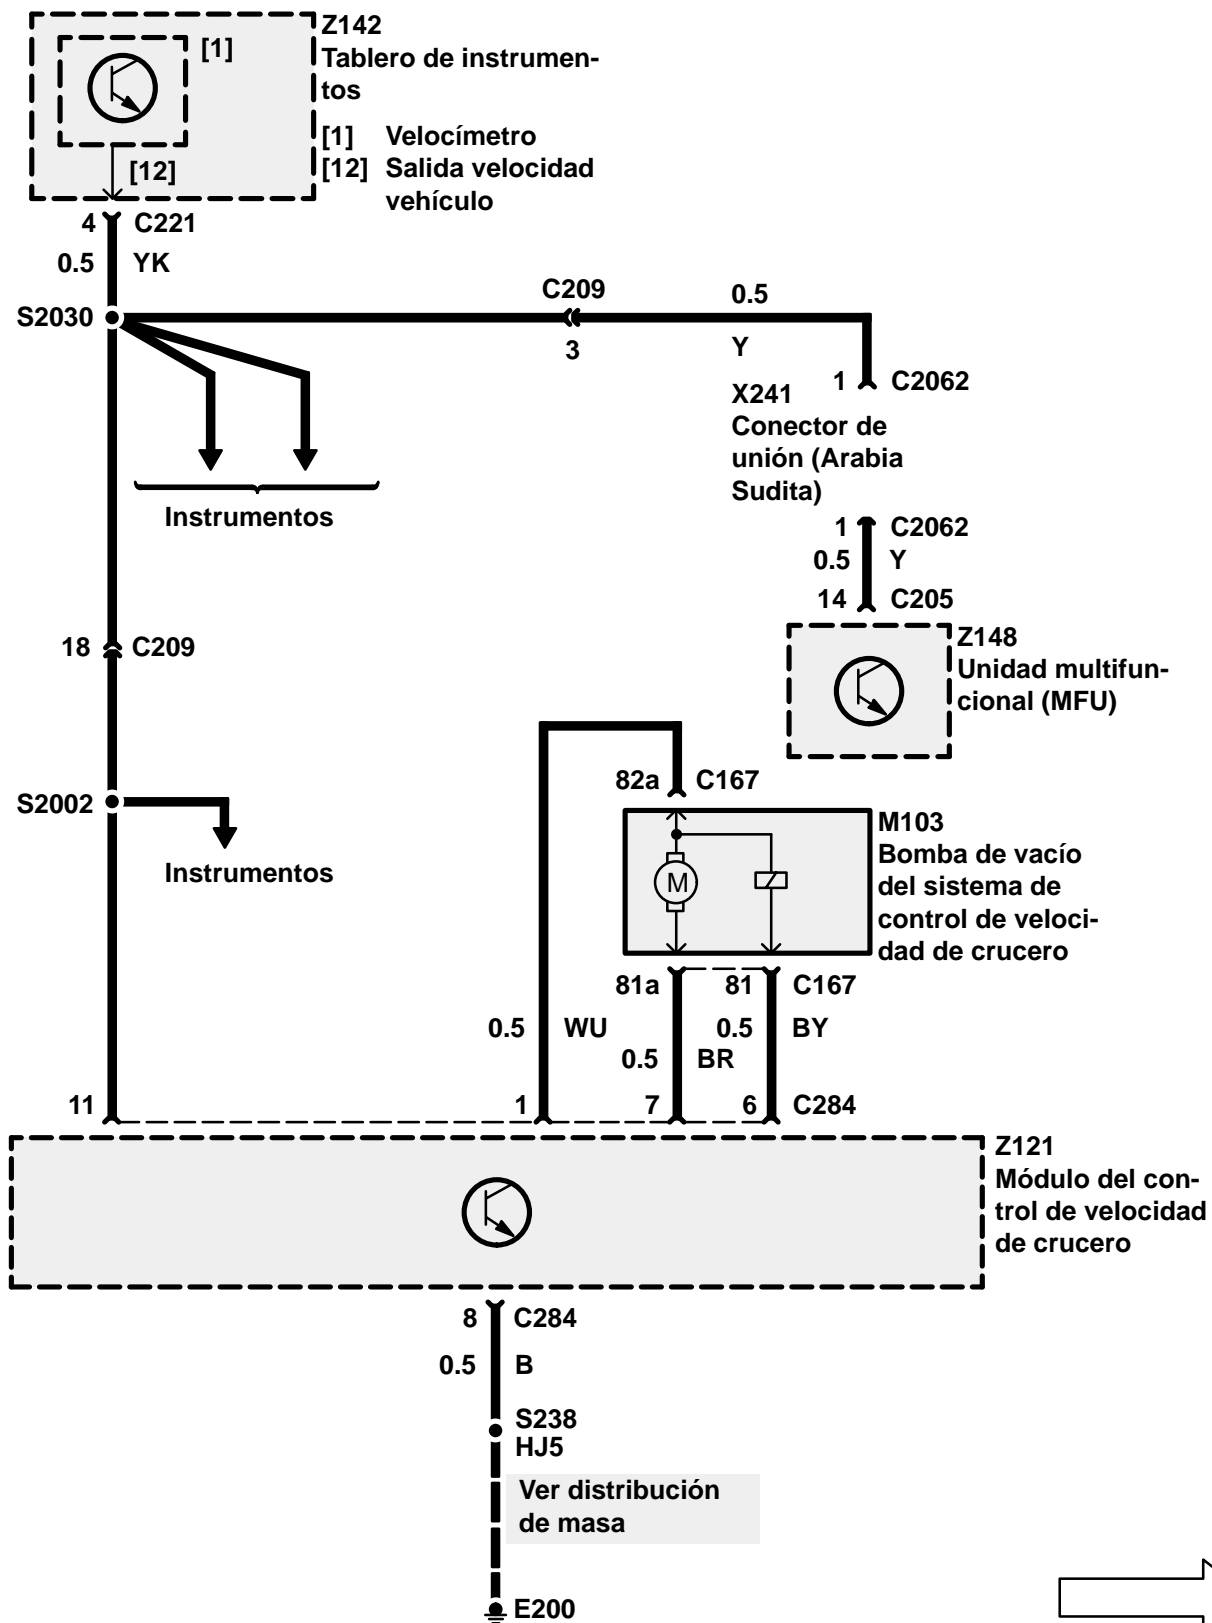 Z142
Tablero de instrumen-
tos
[1]
[1] Velocímetro
[12] Salida velocidad
vehículo
[12]
4 C221
0.5 YK
S2030
C209
3
0.5
Y
1 C2062
X241
Conector de
unión (Arabia
Sudita)
Instrumentos
1 C2062
0.5 Y
14 C205
18 C209
Z148
Unidad multifun-
cional (MFU)
82a C167
S2002
Instrumentos
M
M103
Bomba de vacío
del sistema de
control de veloci-
dad de crucero
81a 81 C167
0.5 WU 0.5 BY
0.5 BR
11 1 7 6 C284
Z121
Módulo del con-
trol de velocidad
de crucero
8 C284
0.5 B
S238
HJ5
Ver distribución
de masa
E200